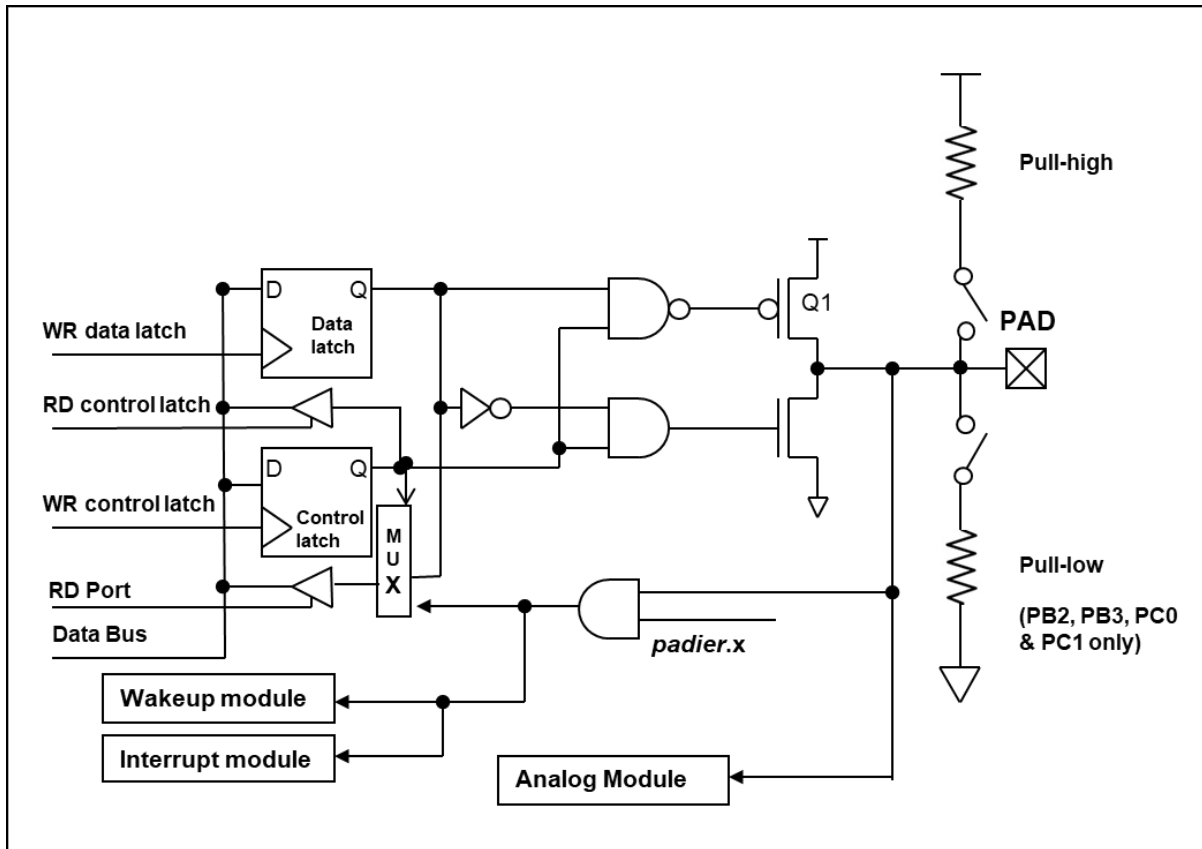 Pull-high
D
Q
Data
latch
Q1
WR data latch
PAD
RD control latch
D
Q
WR control latch
Control
latch
M
U
X
RD Port
Pull-low
(PB2, PB3, PC0
& PC1 only)
Data Bus
padier.x
Wakeup module
Interrupt module
Analog Module